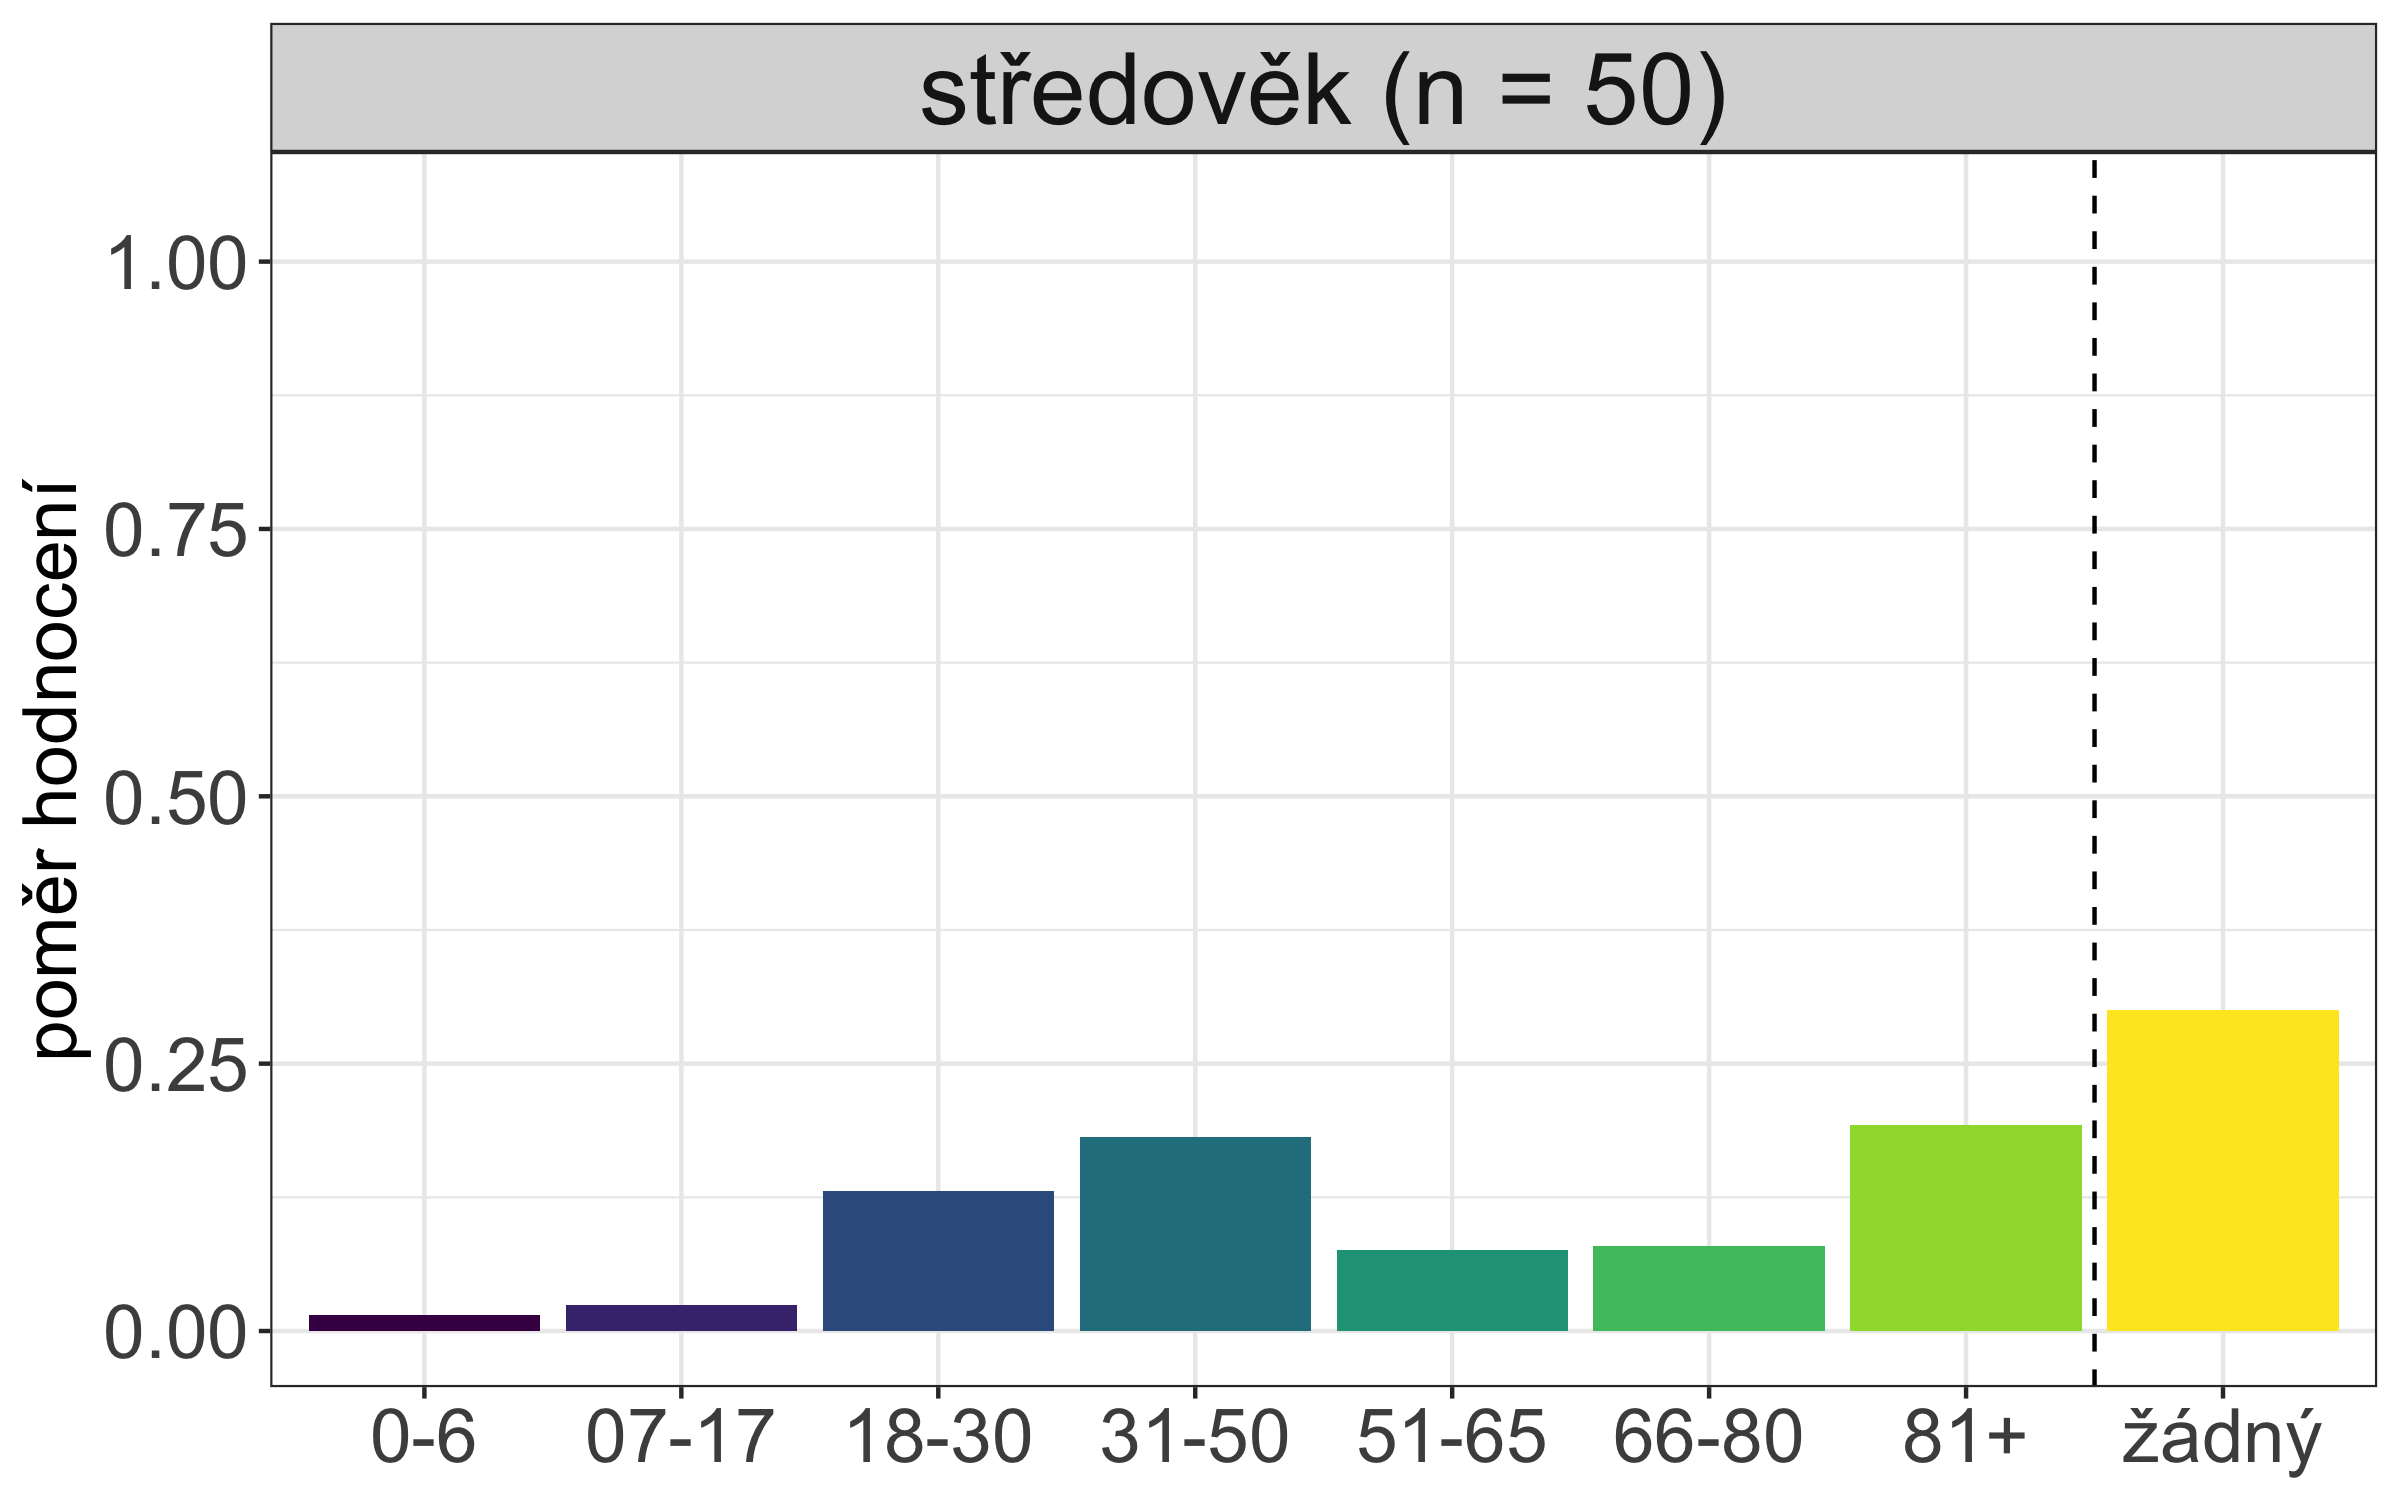 středověk (n = 50)
poměr hodnocení
1.00
0.75
0.50
0.25
0.00
0-6 07-17 18-30 31-50 51-65 66-80 81+ žádný